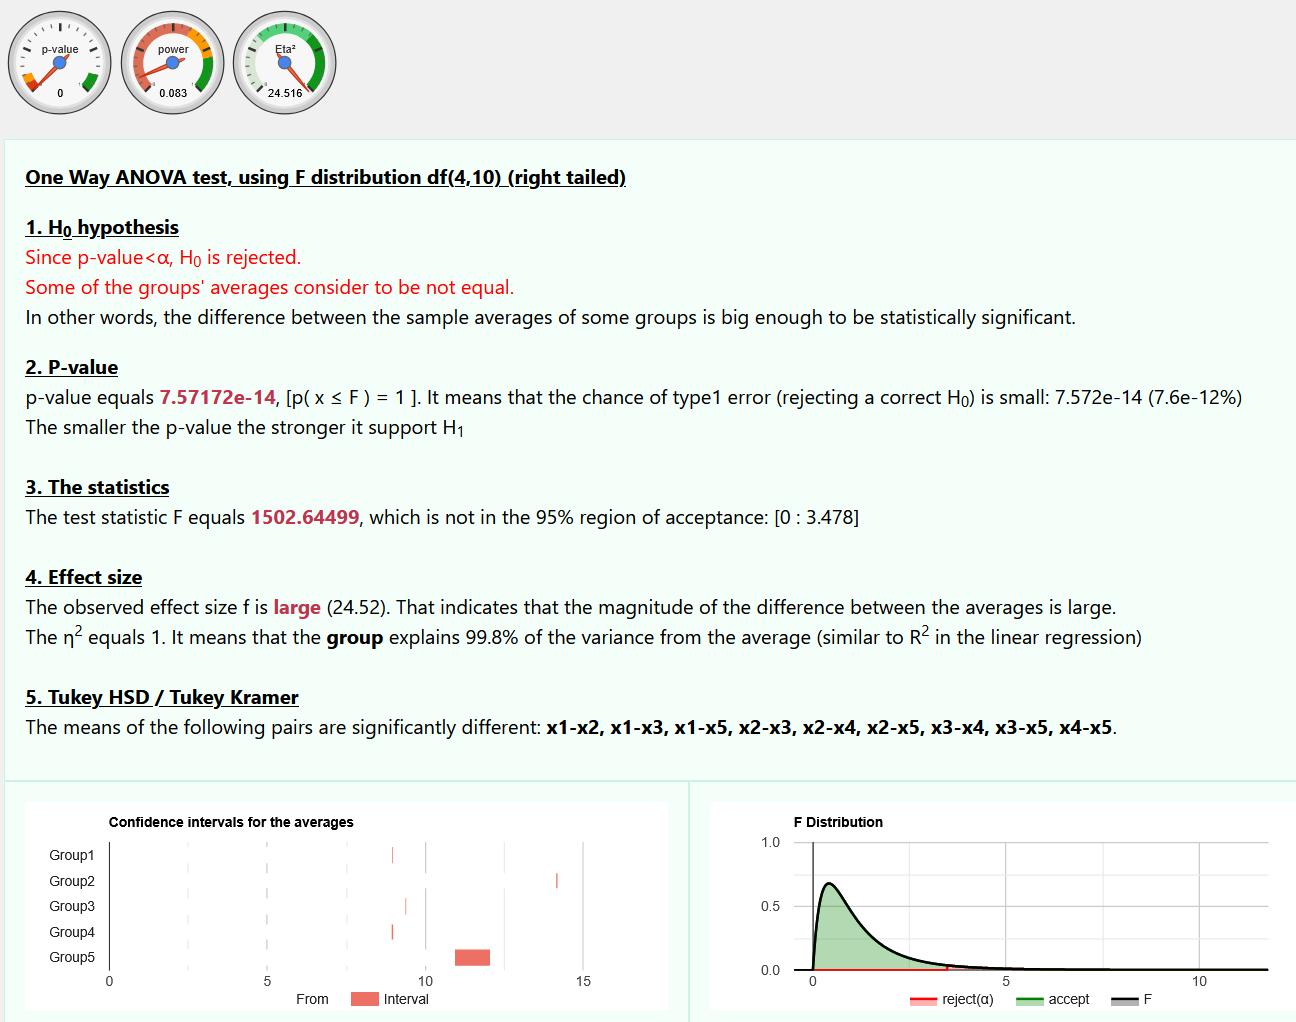 p-value
0
power
0.083
Eta²
24.516
One Way ANOVA test, using F distribution df(4,10) (right tailed)
1. H₀ hypothesis
Since p-value<α, H₀ is rejected.
Some of the groups' averages consider to be not equal.
In other words, the difference between the sample averages of some groups is big enough to be statistically significant.
2. P-value
p-value equals 7.57172e-14, [p( x ≤ F ) = 1 ]. It means that the chance of type1 error (rejecting a correct H₀) is small: 7.572e-14 (7.6e-12%)
The smaller the p-value the stronger it support H₁
3. The statistics
The test statistic F equals 1502.64499, which is not in the 95% region of acceptance: [0 : 3.478]
4. Effect size
The observed effect size f is large (24.52). That indicates that the magnitude of the difference between the averages is large.
The η² equals 1. It means that the group explains 99.8% of the variance from the average (similar to R² in the linear regression)
5. Tukey HSD / Tukey Kramer
The means of the following pairs are significantly different: x1-x2, x1-x3, x1-x5, x2-x3, x2-x4, x2-x5, x3-x4, x3-x5, x4-x5.
Confidence intervals for the averages
Group1
Group2
Group3
Group4
Group5
0 5 10 15
From Interval
F Distribution
1.0
0.5
0.0
0 5 10
reject(α) accept F